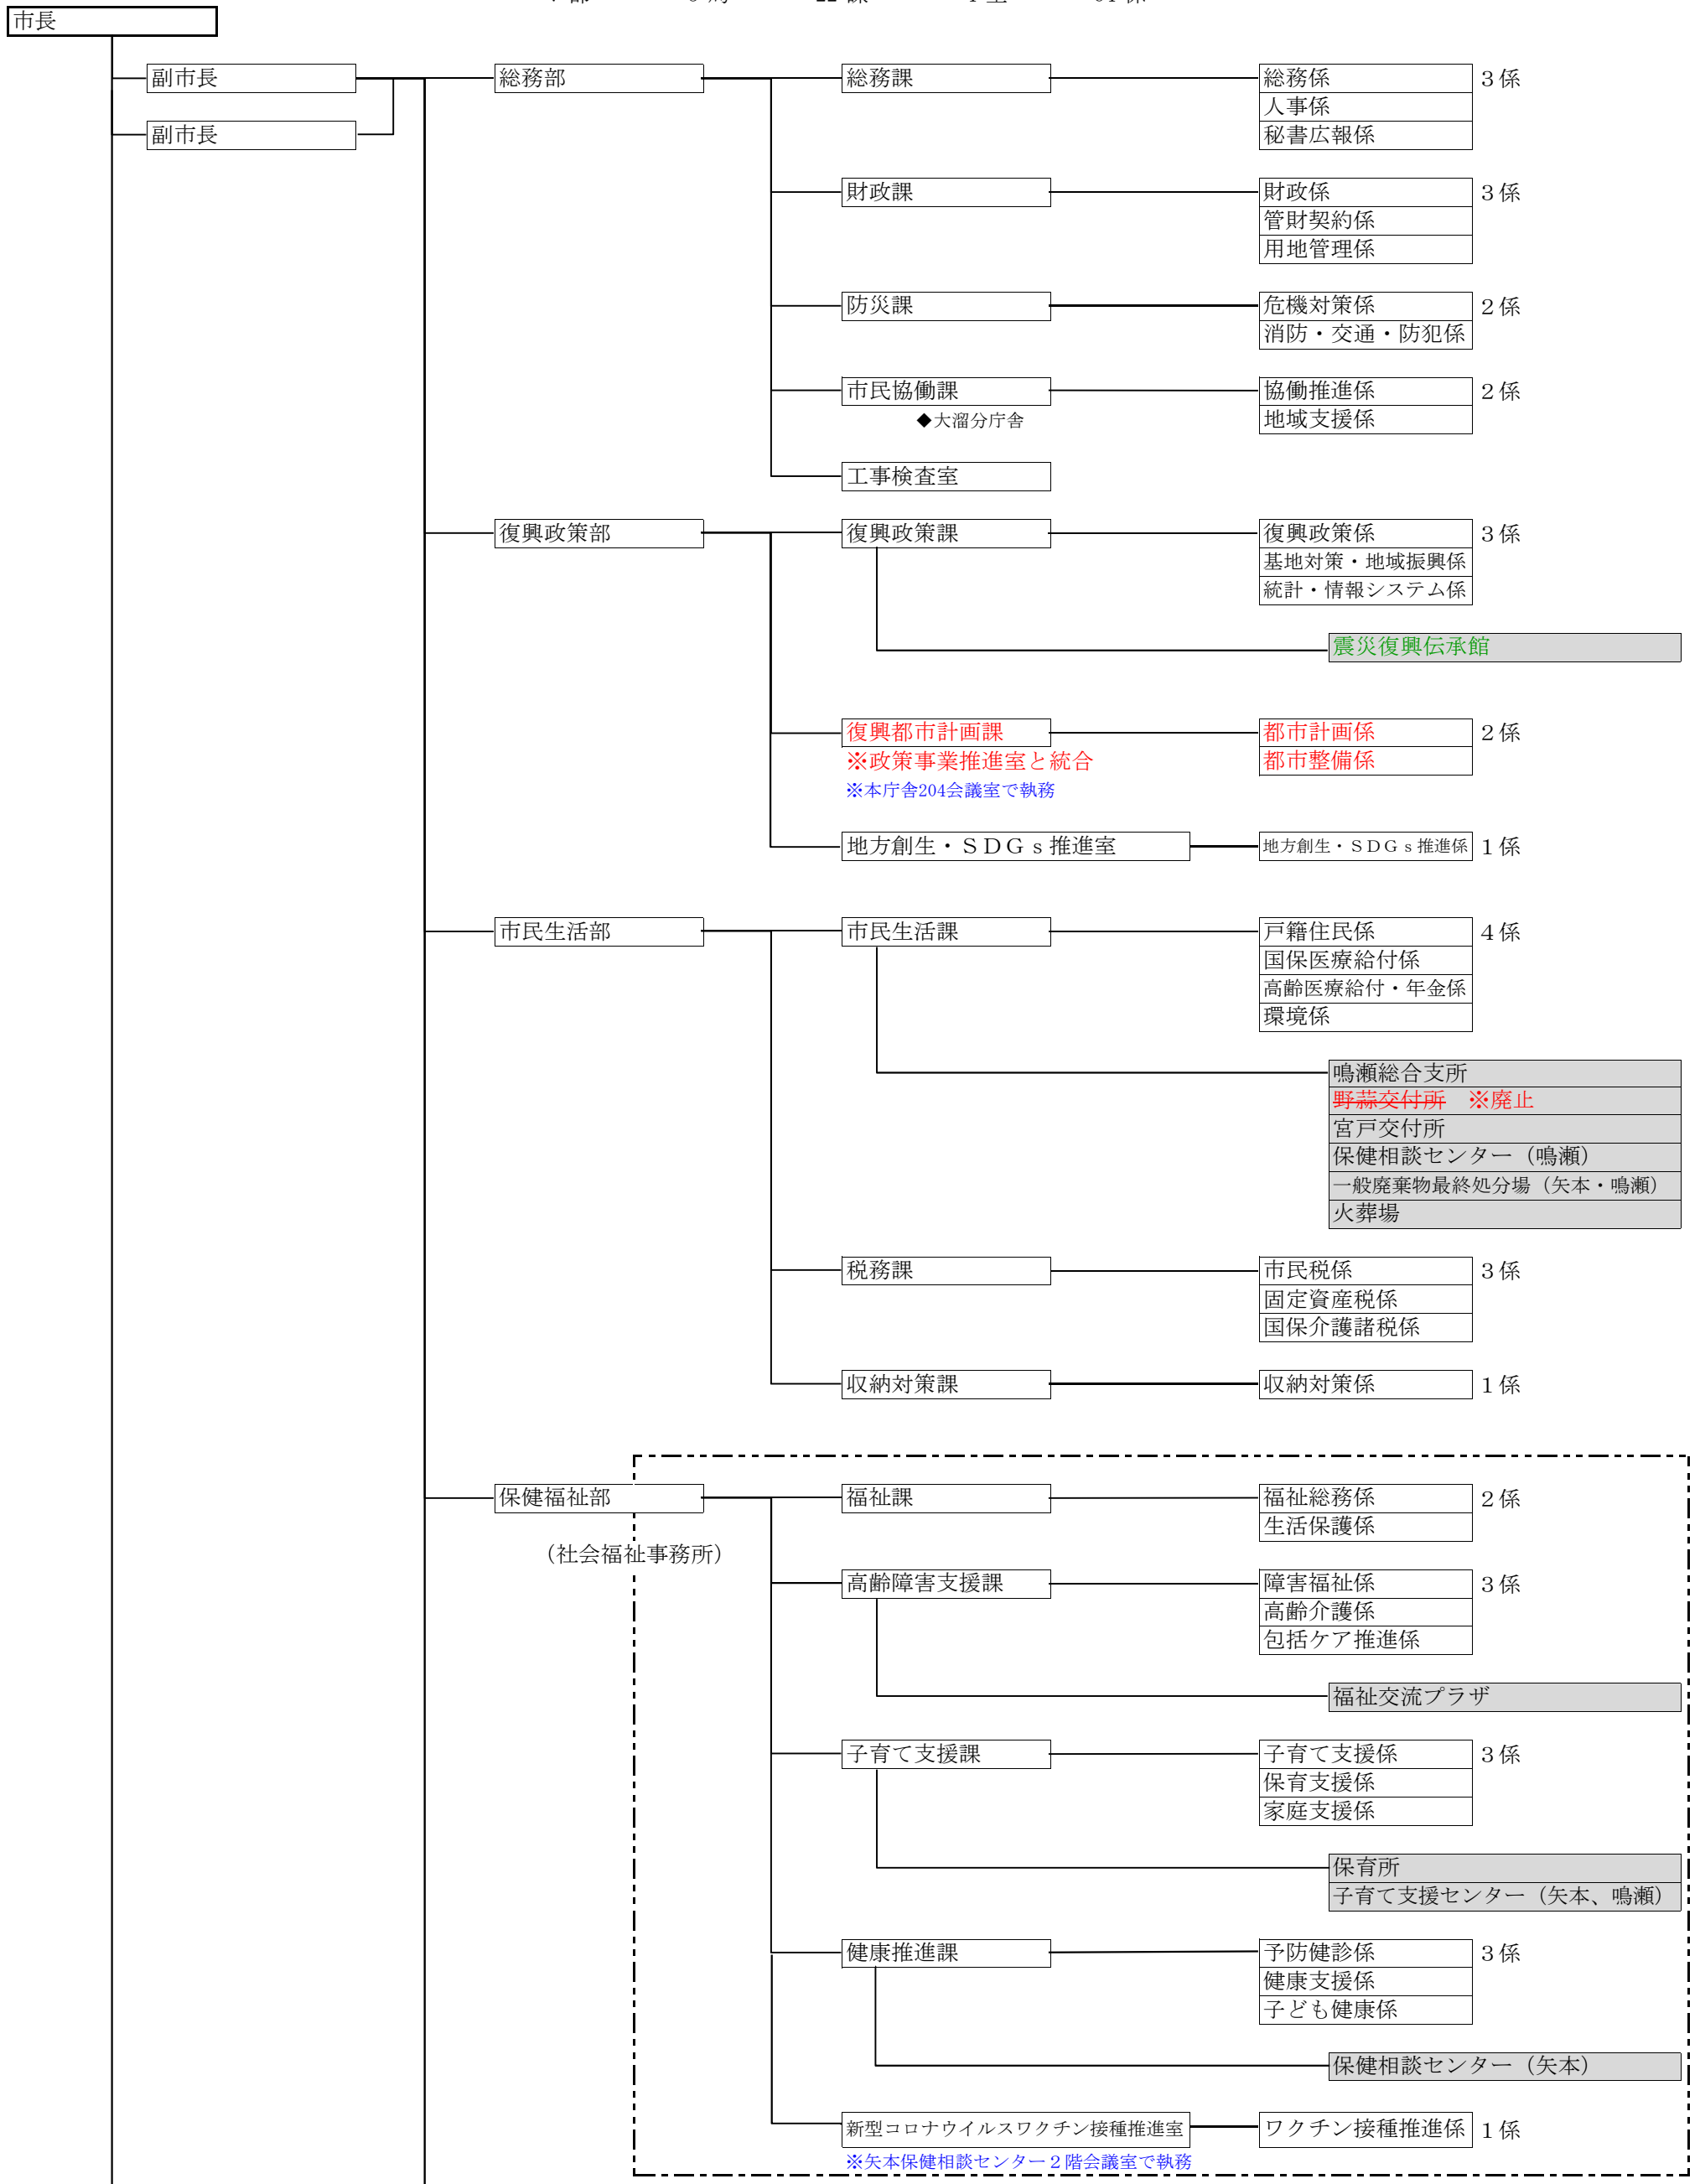 市長
副市長 総務部 総務課 総務係 ３係
人事係
副市長 秘書広報係
財政課 財政係 ３係
管財契約係
用地管理係
防災課 危機対策係 ２係
消防・交通・防犯係
市民協働課 協働推進係 ２係
◆大溜分庁舎 地域支援係
工事検査室
復興政策部 復興政策課 復興政策係 ３係
基地対策・地域振興係
統計・情報システム係
震災復興伝承館
復興都市計画課 都市計画係 ２係
※政策事業推進室と統合 都市整備係
※本庁舎204会議室で執務
地方創生・ＳＤＧｓ推進室 地方創生・ＳＤＧｓ推進係 １係
市民生活部 市民生活課 戸籍住民係 ４係
国保医療給付係
高齢医療給付・年金係
環境係
鳴瀬総合支所
野蒜交付所　※廃止
宮戸交付所
保健相談センター（鳴瀬）
一般廃棄物最終処分場（矢本・鳴瀬）
火葬場
税務課 市民税係 ３係
固定資産税係
国保介護諸税係
収納対策課 収納対策係 １係
保健福祉部 福祉課 福祉総務係 ２係
生活保護係
（社会福祉事務所）
高齢障害支援課 障害福祉係 ３係
高齢介護係
包括ケア推進係
福祉交流プラザ
子育て支援課 子育て支援係 ３係
保育支援係
家庭支援係
保育所
子育て支援センター（矢本、鳴瀬）
健康推進課 予防健診係 ３係
健康支援係
子ども健康係
保健相談センター（矢本）
新型コロナウイルスワクチン接種推進室 ワクチン接種推進係 １係
※矢本保健相談センター２階会議室で執務